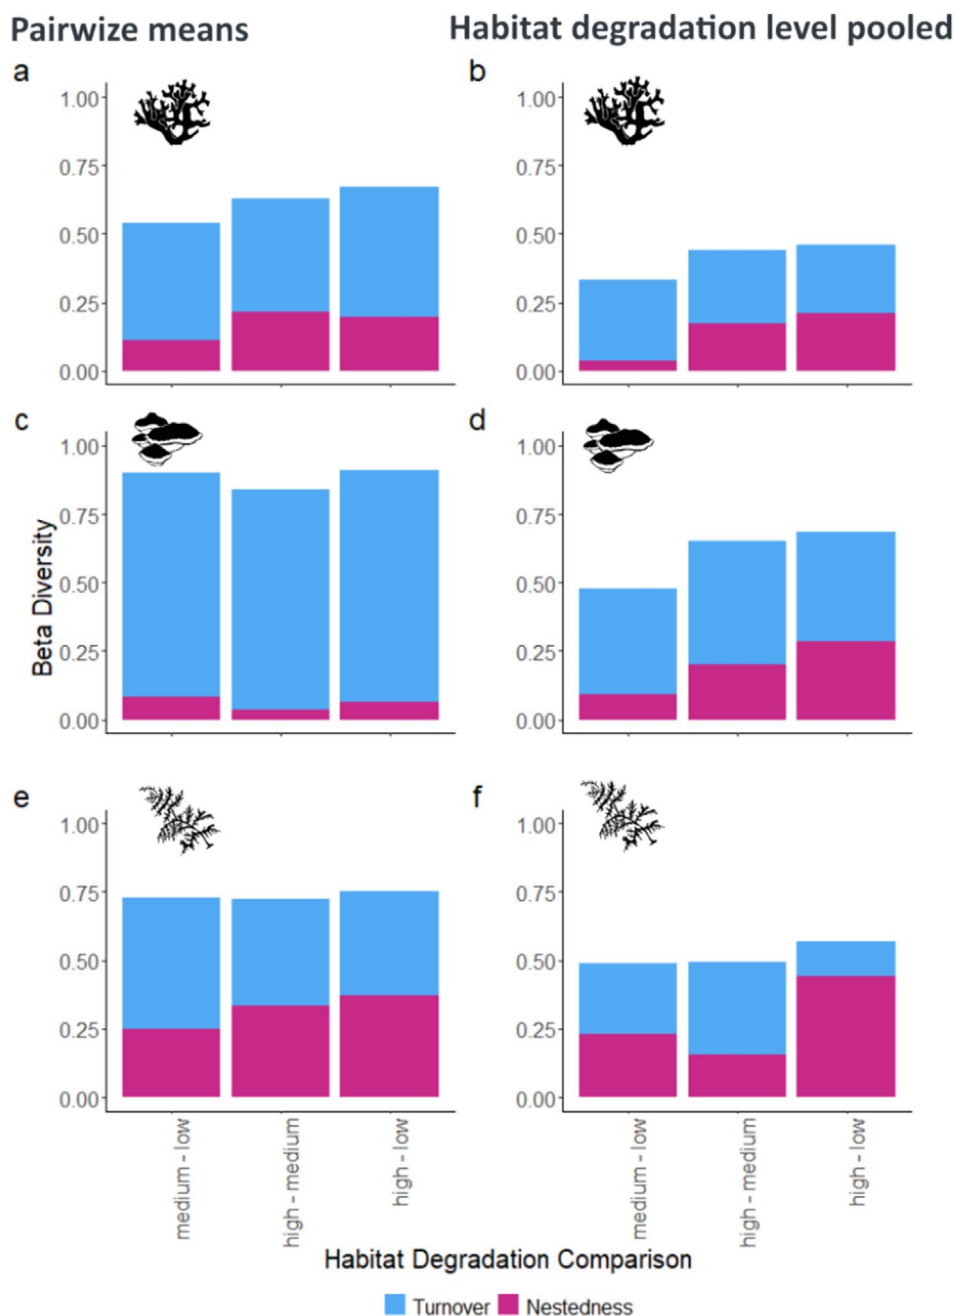 Pairwize means
Habitat degradation level pooled
a
1.00
0.75
0.50
0.25
0.00
b
1.00
0.75
0.50
0.25
0.00
c
1.00
0.75
0.50
0.25
0.00
d
1.00
0.75
0.50
0.25
0.00
Beta Diversity
e
1.00
0.75
0.50
0.25
0.00
medium - low
high - medium
high - low
f
1.00
0.75
0.50
0.25
0.00
medium - low
high - medium
high - low
Habitat Degradation Comparison
Turnover Nestedness